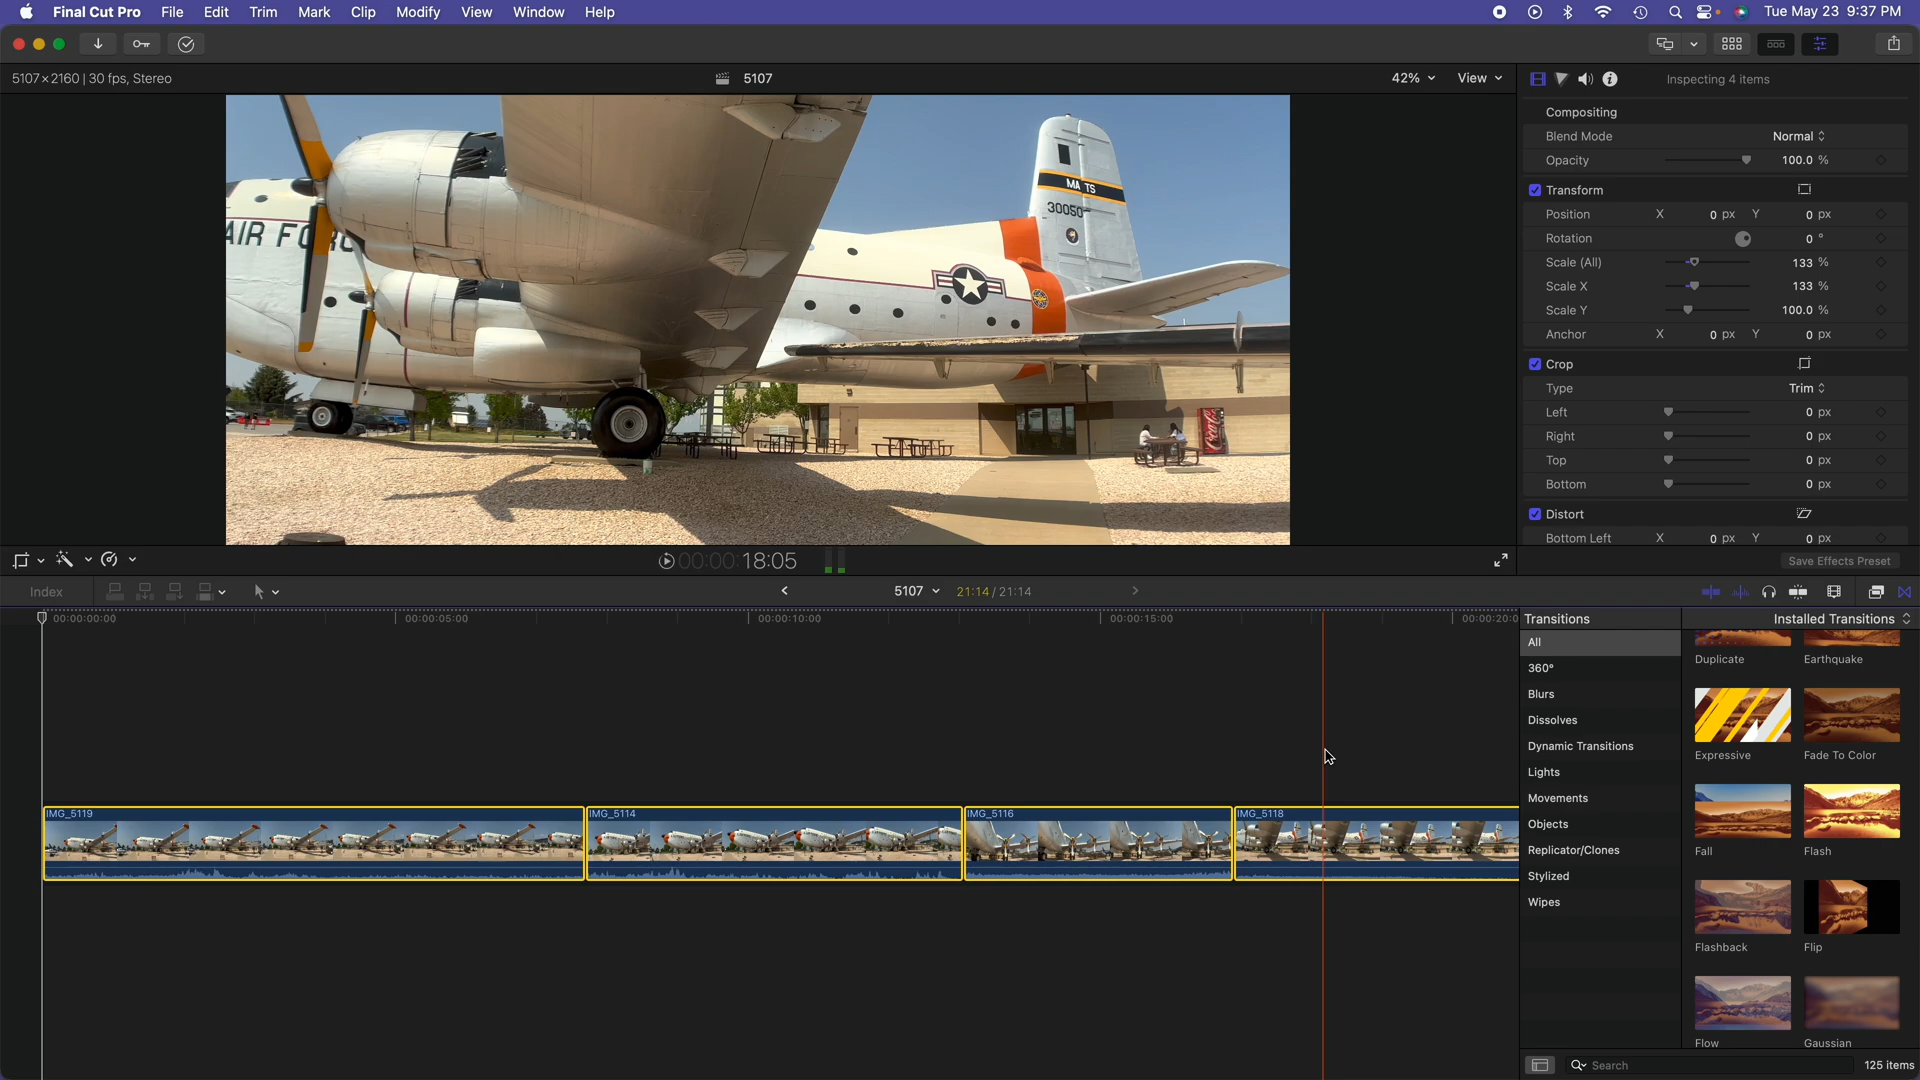 Final Cut Pro File Edit Trim Mark Clip Modify View Window Help Tue May 23 9:37 PM
5107×2160 | 30 fps, Stereo 5107 42% View Inspecting 4 items
Compositing
Blend Mode Normal
Opacity 100.0 %
Transform
Position X 0 px Y 0 px
Rotation 0 °
Scale (All) 133 %
Scale X 133 %
Scale Y 100.0 %
Anchor X 0 px Y 0 px
Crop
Type Trim
Left 0 px
Right 0 px
Top 0 px
Bottom 0 px
Distort
Bottom Left X 0 px Y 0 px
MATS
30050
AIR FORC
Coca-Cola
00:00:18:05 Save Effects Preset
Index 5107 21:14 / 21:14
00:00:00:00 00:00:05:00 00:00:10:00 00:00:15:00 00:00:20:0
IMG_5119 IMG_5114 IMG_5116 IMG_5118
Transitions Installed Transitions
All
360°
Blurs
Dissolves
Dynamic Transitions
Lights
Movements
Objects
Replicator/Clones
Stylized
Wipes
Duplicate Earthquake
Expressive Fade To Color
Fall Flash
Flashback Flip
Flow Gaussian
Search 125 items